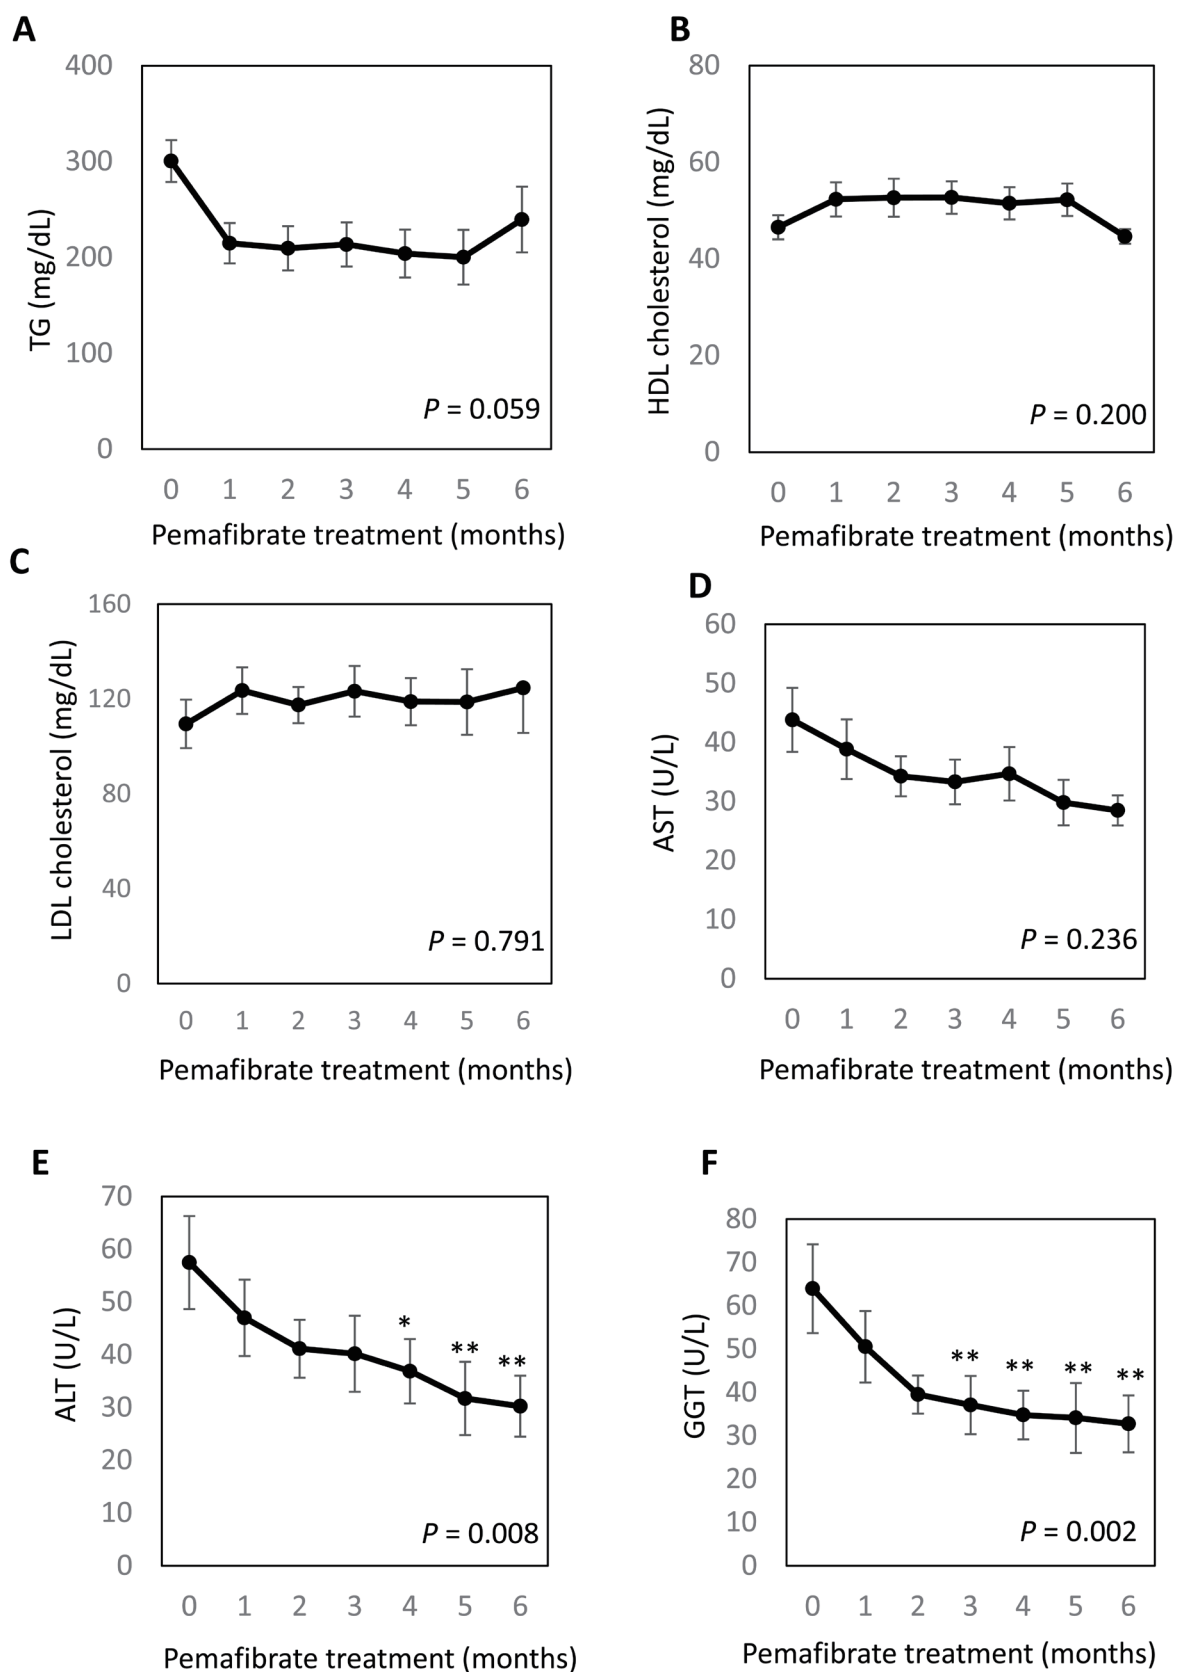 A
TG (mg/dL)
400
300
200
100
0
P = 0.059
0 1 2 3 4 5 6
Pemafibrate treatment (months)
B
HDL cholesterol (mg/dL)
80
60
40
20
0
P = 0.200
0 1 2 3 4 5 6
Pemafibrate treatment (months)
C
LDL cholesterol (mg/dL)
160
120
80
40
0
P = 0.791
0 1 2 3 4 5 6
Pemafibrate treatment (months)
D
AST (U/L)
60
50
40
30
20
10
0
P = 0.236
0 1 2 3 4 5 6
Pemafibrate treatment (months)
E
ALT (U/L)
70
60
50
40
30
20
10
0
* ** **
P = 0.008
0 1 2 3 4 5 6
Pemafibrate treatment (months)
F
GGT (U/L)
80
70
60
50
40
30
20
10
0
** ** ** **
P = 0.002
0 1 2 3 4 5 6
Pemafibrate treatment (months)